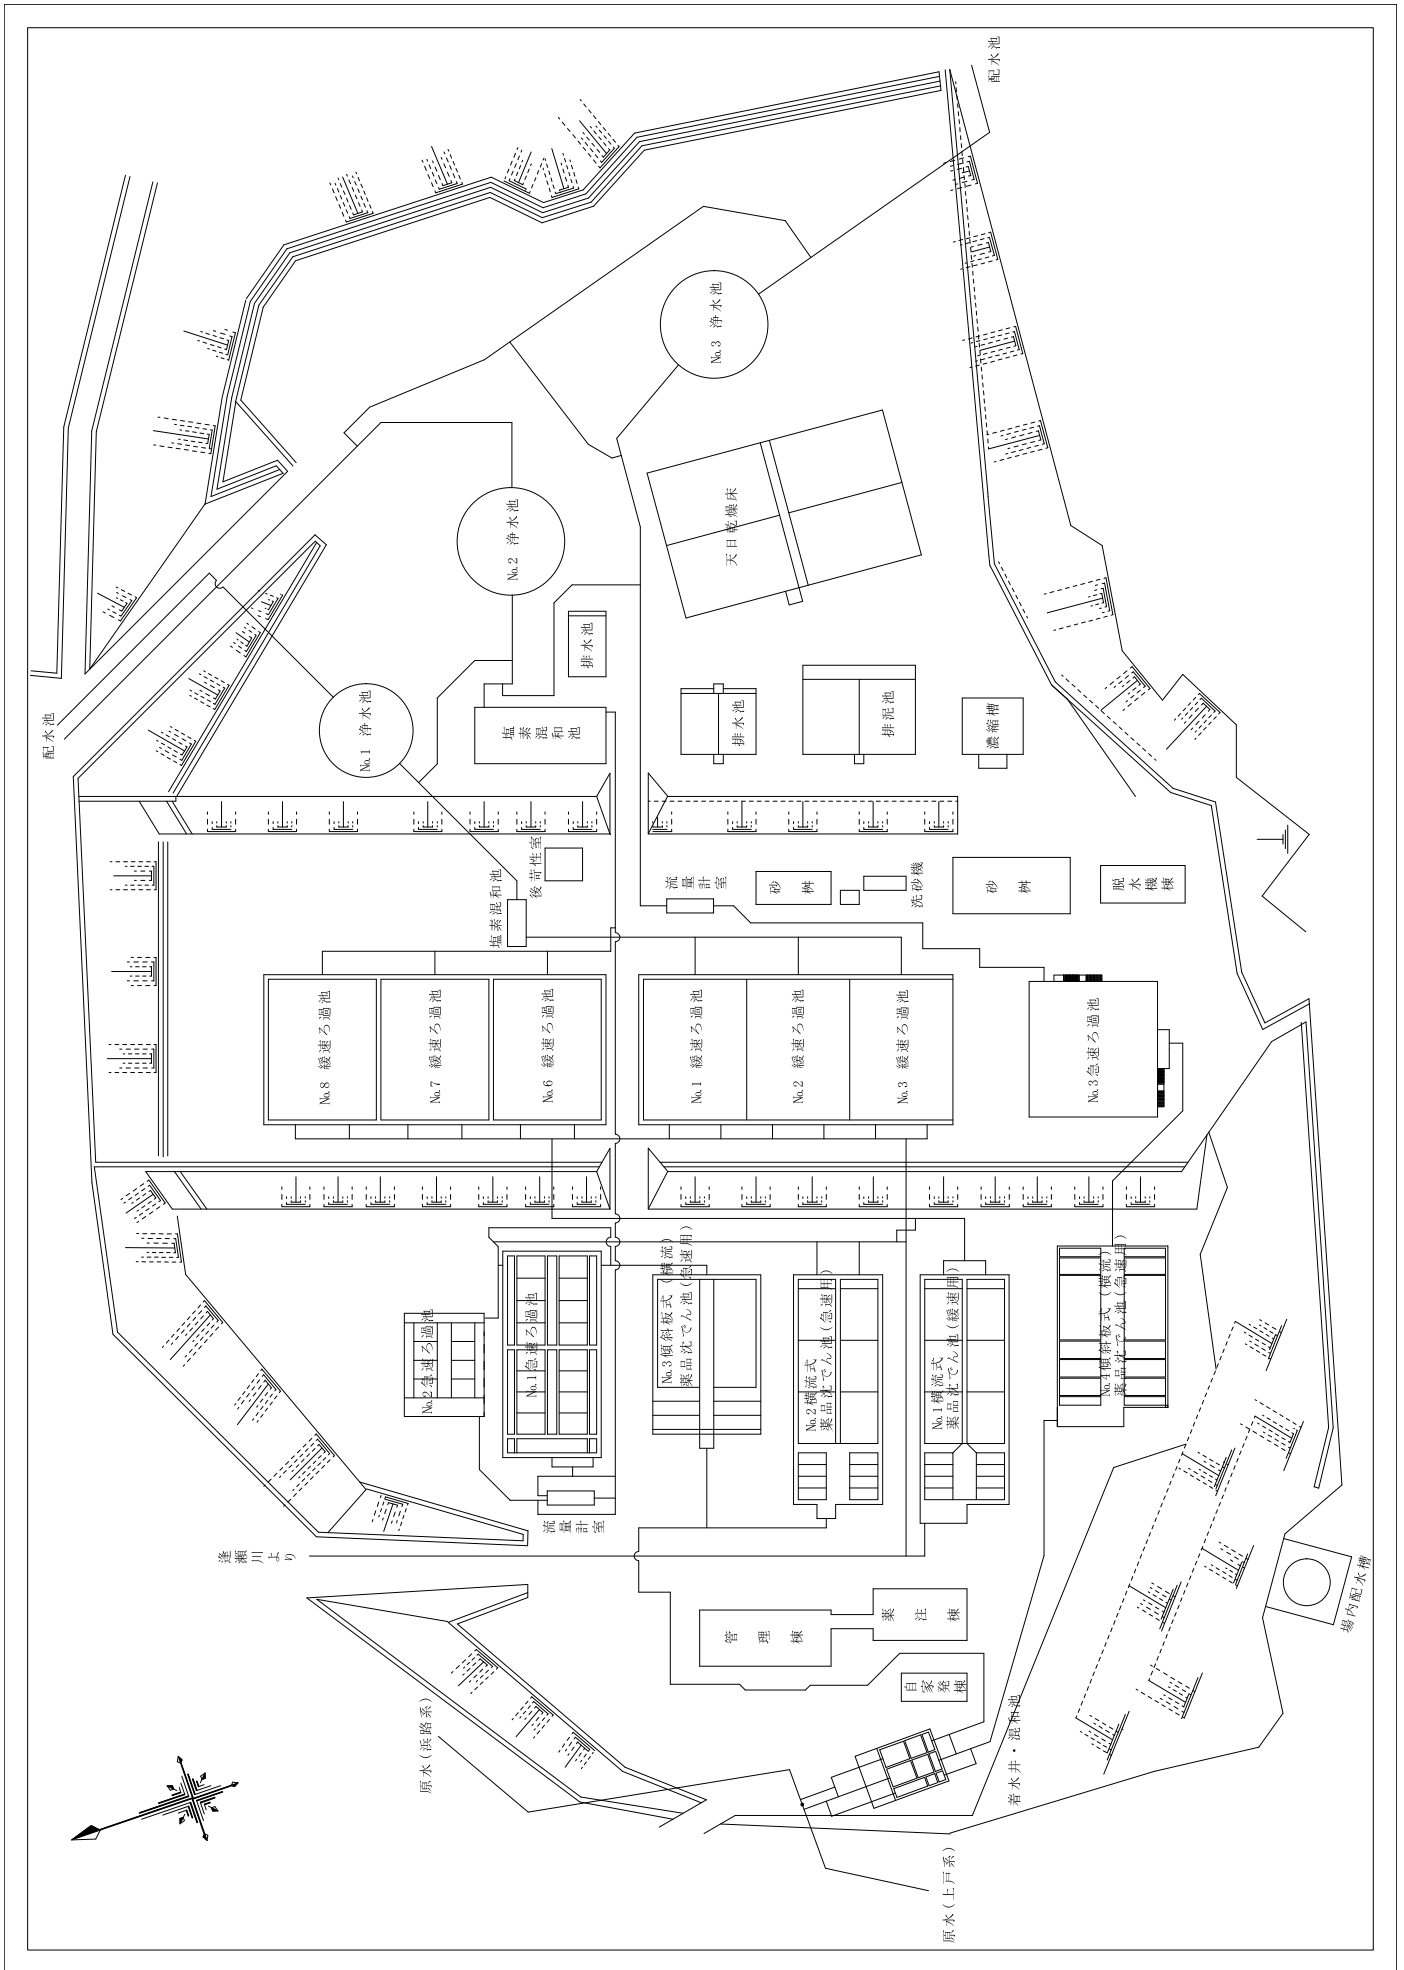 配水池
配水池
No.3 浄水池
No.2 浄水池
No.1 浄水池
天日乾燥床
排水池
塩素混和池
排水池
排泥池
濃縮槽
後苛性室
塩素混和池
流量計室
砂桝
洗砂機
砂桝
脱水機棟
No.8 緩速ろ過池
No.7 緩速ろ過池
No.6 緩速ろ過池
No.1 緩速ろ過池
No.2 緩速ろ過池
No.3 緩速ろ過池
No.3急速ろ過池
No.2急速ろ過池
No.1急速ろ過池
No.3傾斜板式(横流)
薬品沈でん池(急速用)
No.2横流式
薬品沈でん池(急速用)
No.1横流式
薬品沈でん池(緩速用)
No.4傾斜板式(横流)
薬品沈でん池(急速用)
流量計室
逢瀬川より
管理棟
薬注棟
自家発棟
着水井・混和池
場内配水槽
原水(浜路系)
原水(上戸系)